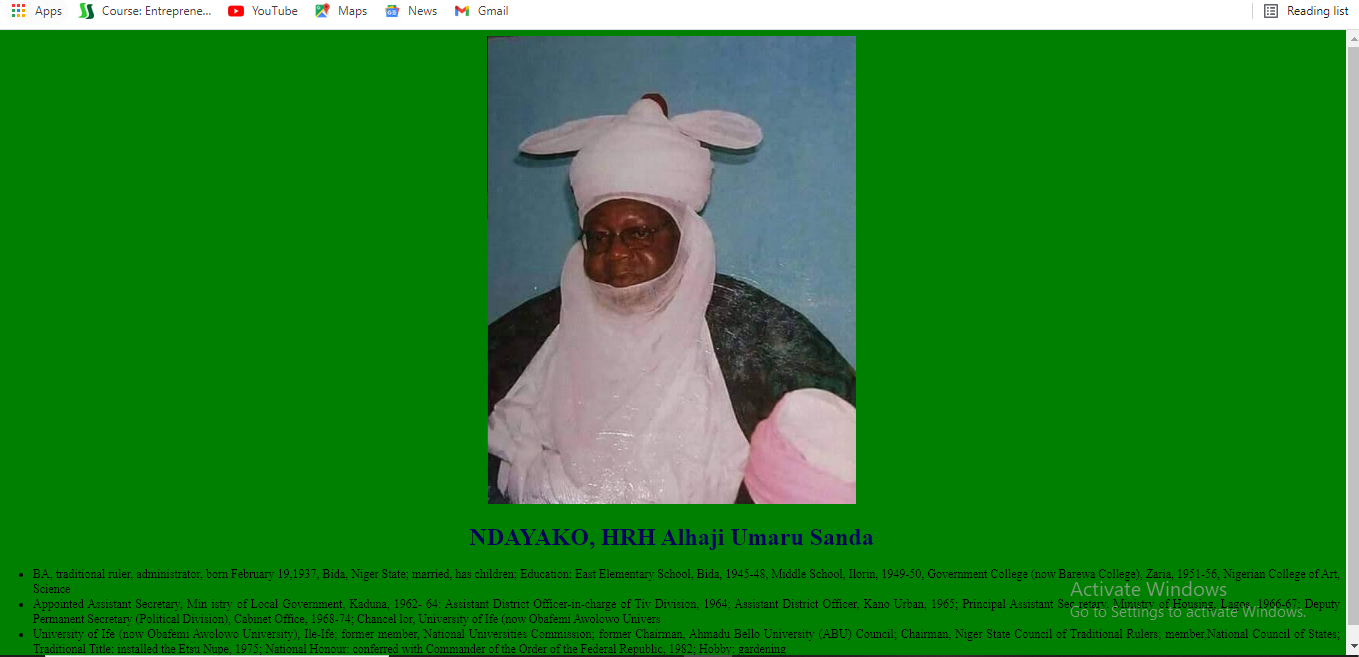 Apps Course: Entreprene... YouTube Maps News Gmail Reading list
NDAYAKO, HRH Alhaji Umaru Sanda
BA, traditional ruler, administrator, born February 19,1937, Bida, Niger State; married, has children; Education: East Elementary School, Bida, 1945-48, Middle School, Ilorin, 1949-50, Government College (now Barewa College), Zaria, 1951-56, Nigerian College of Art,
Science
Appointed Assistant Secretary, Min istry of Local Government, Kaduna, 1962- 64; Assistant District Officer-in-charge of Tiv Division, 1964; Assistant District Officer, Kano Urban, 1965; Principal Assistant Sec-retary, Ministry of Housing, Lagos, 1966-67; Deputy
Permanent Secretary (Political Division), Cabinet Office, 1968-74; Chancel lor, University of Ife (now Obafemi Awolowo Univers
University of Ife (now Obafemi Awolowo University), Ile-Ife; former member, National Universities Commission; former Chairman, Ahmadu Bello University (ABU) Council; Chairman, Niger State Council of Traditional Rulers; member,National Council of States;
Traditional Title: installed the Etsu Nupe, 1975; National Honour: conferred with Commander of the Order of the Federal Republic, 1982; Hobby: gardening
Activate Windows
Go to Settings to activate Windows.